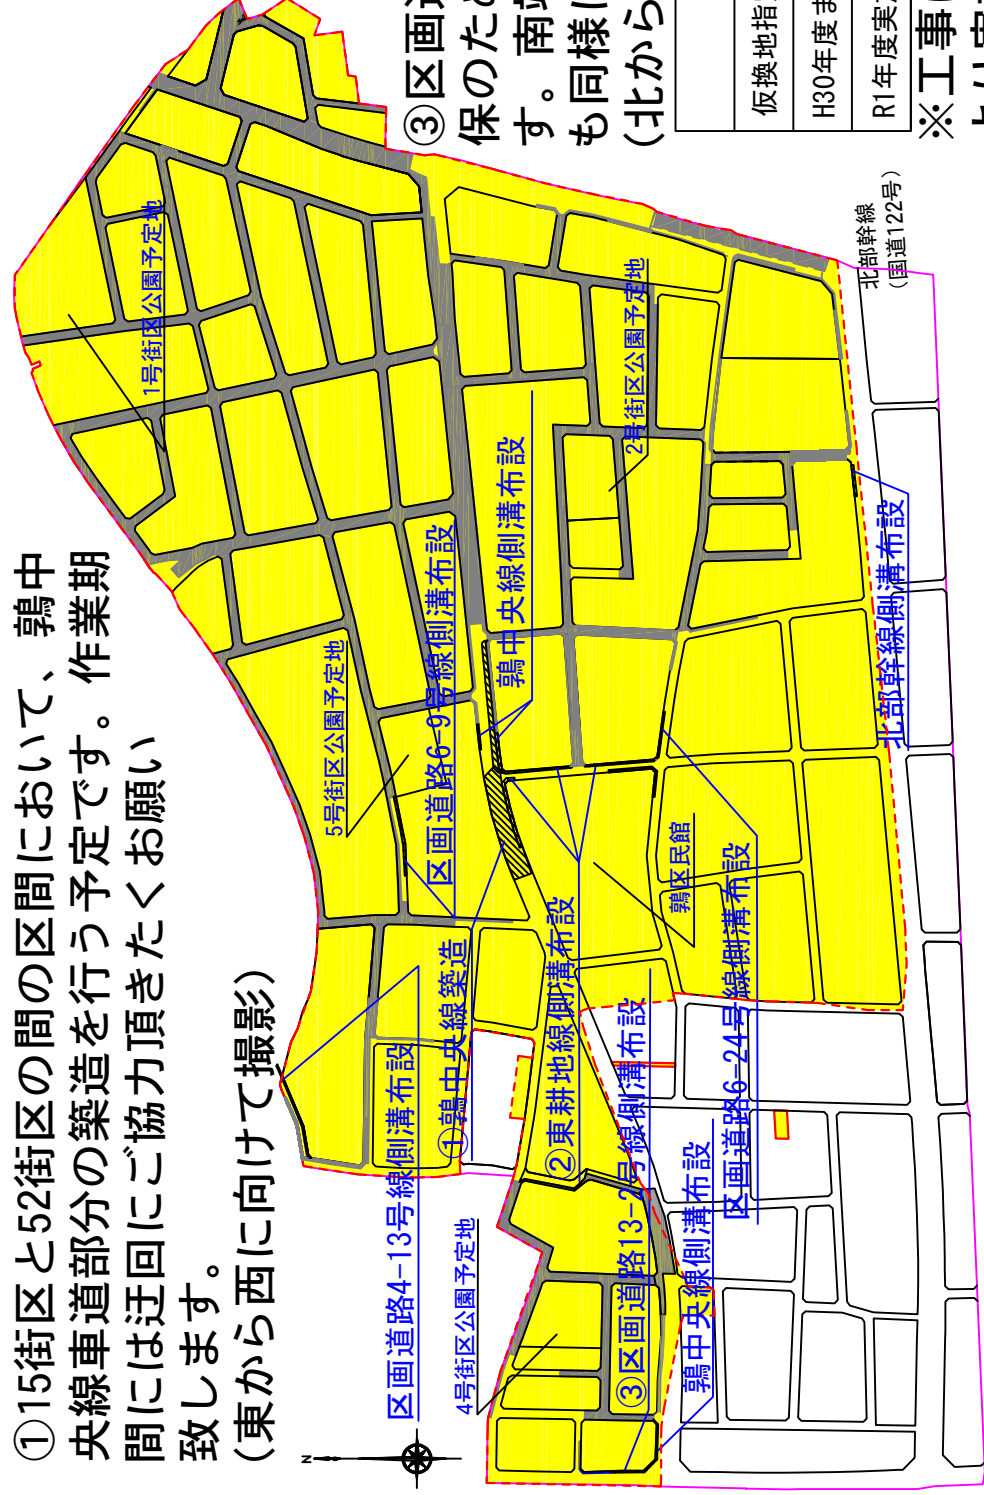 ①15街区と52街区の間の区間において、鶉中
央線車道部分の築造を行う予定です。作業期
間には迂回にご協力頂きたくお願い
致します。
(東から西に向けて撮影)
③区画道
保のため
す。南端
も同様に
(北から
仮換地指定
H30年度ま
R1年度実施
※工事に
1号街区公園予定地
2号街区公園予定地
5号街区公園予定地
4号街区公園予定地
区画道路6-9号線側溝布設
鶉中央線側溝布設
北部幹線
(国道122号)
北部幹線側溝布設
鶉区民館
区画道路4-13号線側溝布設
①鶉中央線築造
②東耕地線側溝布設
③区画道路13-2号線側溝布設
区画道路6-24号線側溝布設
鶉中央線側溝布設
N